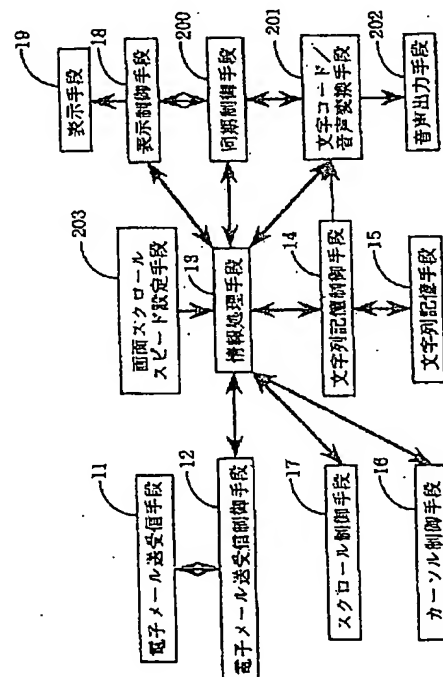 19
表示手段
18
表示制御手段
200
同期制御手段
201
文字コード／
音声変換手段
202
音声出力手段
203
画面スクロール
スピード設定手段
13
情報処理手段
14
文字列記憶制御手段
15
文字列記憶手段
11
電子メール送受信手段
12
電子メール送受信制御手段
17
スクロール制御手段
16
カーソル制御手段